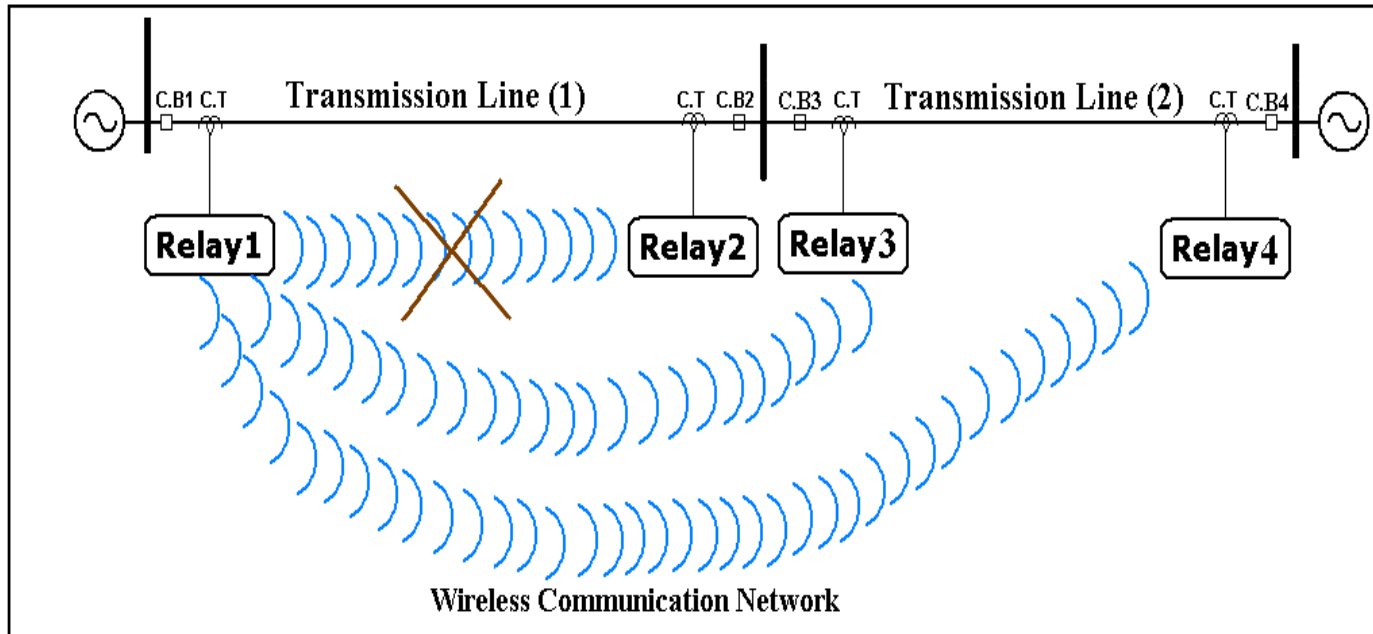 C.B1 C.T Transmission Line (1) C.T C.B2 C.B3 C.T Transmission Line (2) C.T C.B4
Relay1 Relay2 Relay3 Relay4
Wireless Communication Network